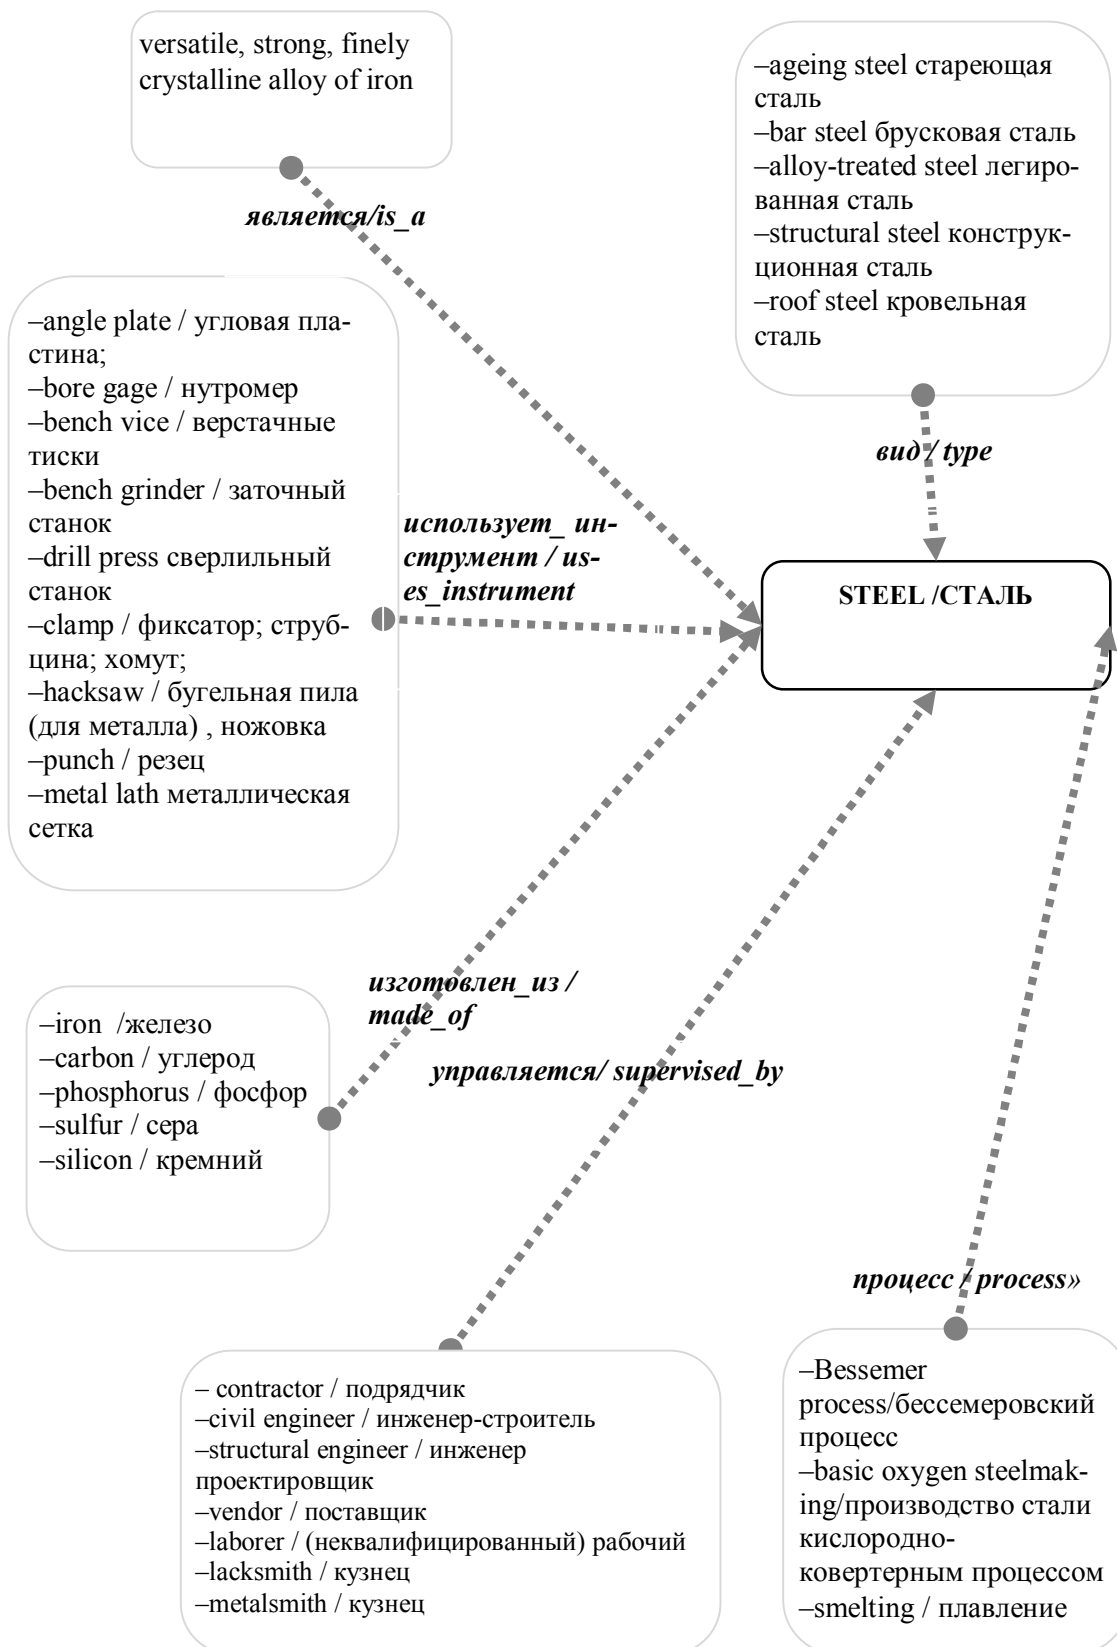 versatile, strong, finely
crystalline alloy of iron
является/is_a
–ageing steel стареющая
сталь
–bar steel брусковая сталь
–alloy-treated steel легиро-
ванная сталь
–structural steel конструк-
ционная сталь
–roof steel кровельная
сталь
вид / type
–angle plate / угловая пла-
стина;
–bore gage / нутромер
–bench vice / верстачные
тиски
–bench grinder / заточный
станок
–drill press сверлильный
станок
–clamp / фиксатор; струб-
цина; хомут;
–hacksaw / бугельная пила
(для металла) , ножовка
–punch / резец
–metal lath металлическая
сетка
использует_ ин-
струмент / us-
es_instrument
STEEL /СТАЛЬ
изготовлен_из /
made_of
–iron /железо
–carbon / углерод
–phosphorus / фосфор
–sulfur / сера
–silicon / кремний
управляется/ supervised_by
процесс / process»
– contractor / подрядчик
–civil engineer / инженер-строитель
–structural engineer / инженер
проектировщик
–vendor / поставщик
–laborer / (неквалифицированный) рабочий
–lacksmith / кузнец
–metalsmith / кузнец
–Bessemer
process/бессемеровский
процесс
–basic oxygen steelmak-
ing/производство стали
кислородно-
ковертерным процессом
–smelting / плавление